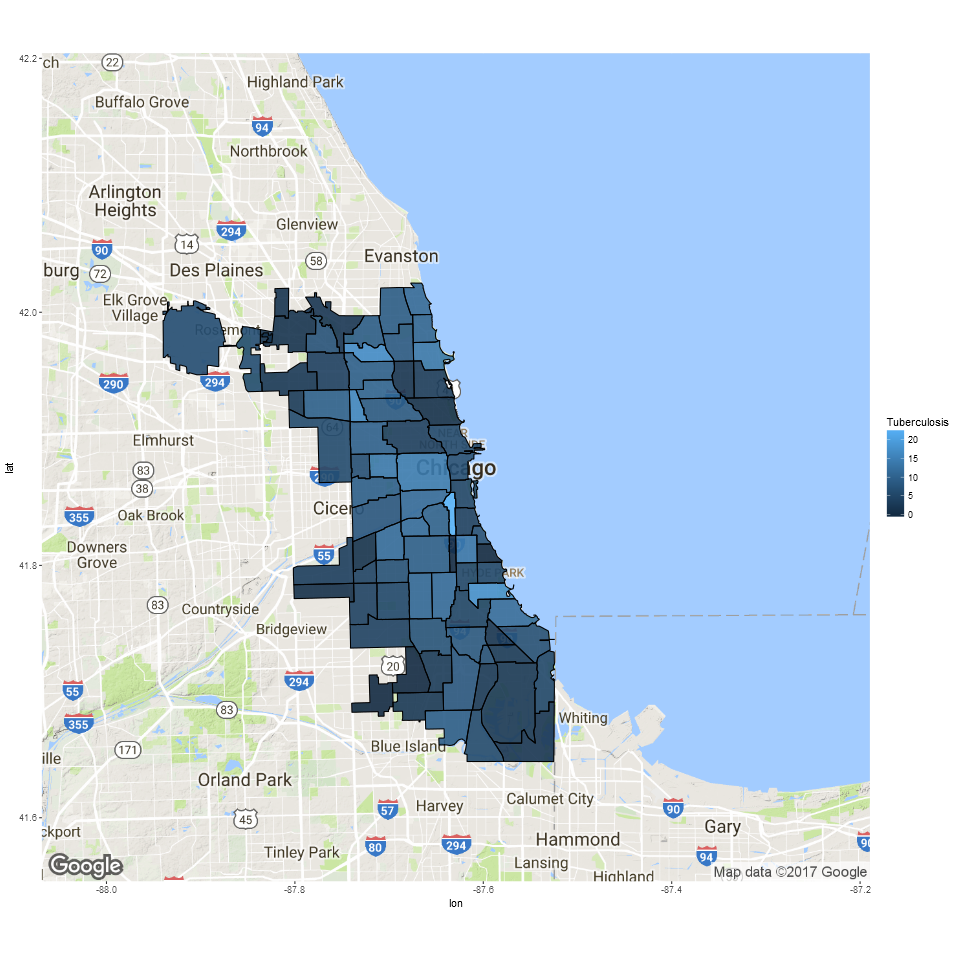 42.2
ch
22
Highland Park
Buffalo Grove
94
Northbrook
Arlington
Heights
Glenview
294
14
90
Evanston
58
burg
72
Des Plaines
42.0
Elk Grove
Village
Rosemont
290
294
64
NEAR
NORTH SIDE
Elmhurst
83
Chicago
Tuberculosis
20
15
10
5
0
lat
38
290
Cicero
355
Oak Brook
Downers
Grove
55
41.8
HYDE PARK
83
Countryside
Bridgeview
94
20
294
55
83
355
Whiting
171
Blue Island
ille
Orland Park
Calumet City
57
Harvey
90
41.6
45
Gary
ckport
Hammond
80
294
Tinley Park
94
90
Lansing
Google
Highland
Map data ©2017 Google
-88.0
-87.8
-87.6
-87.4
-87.2
lon